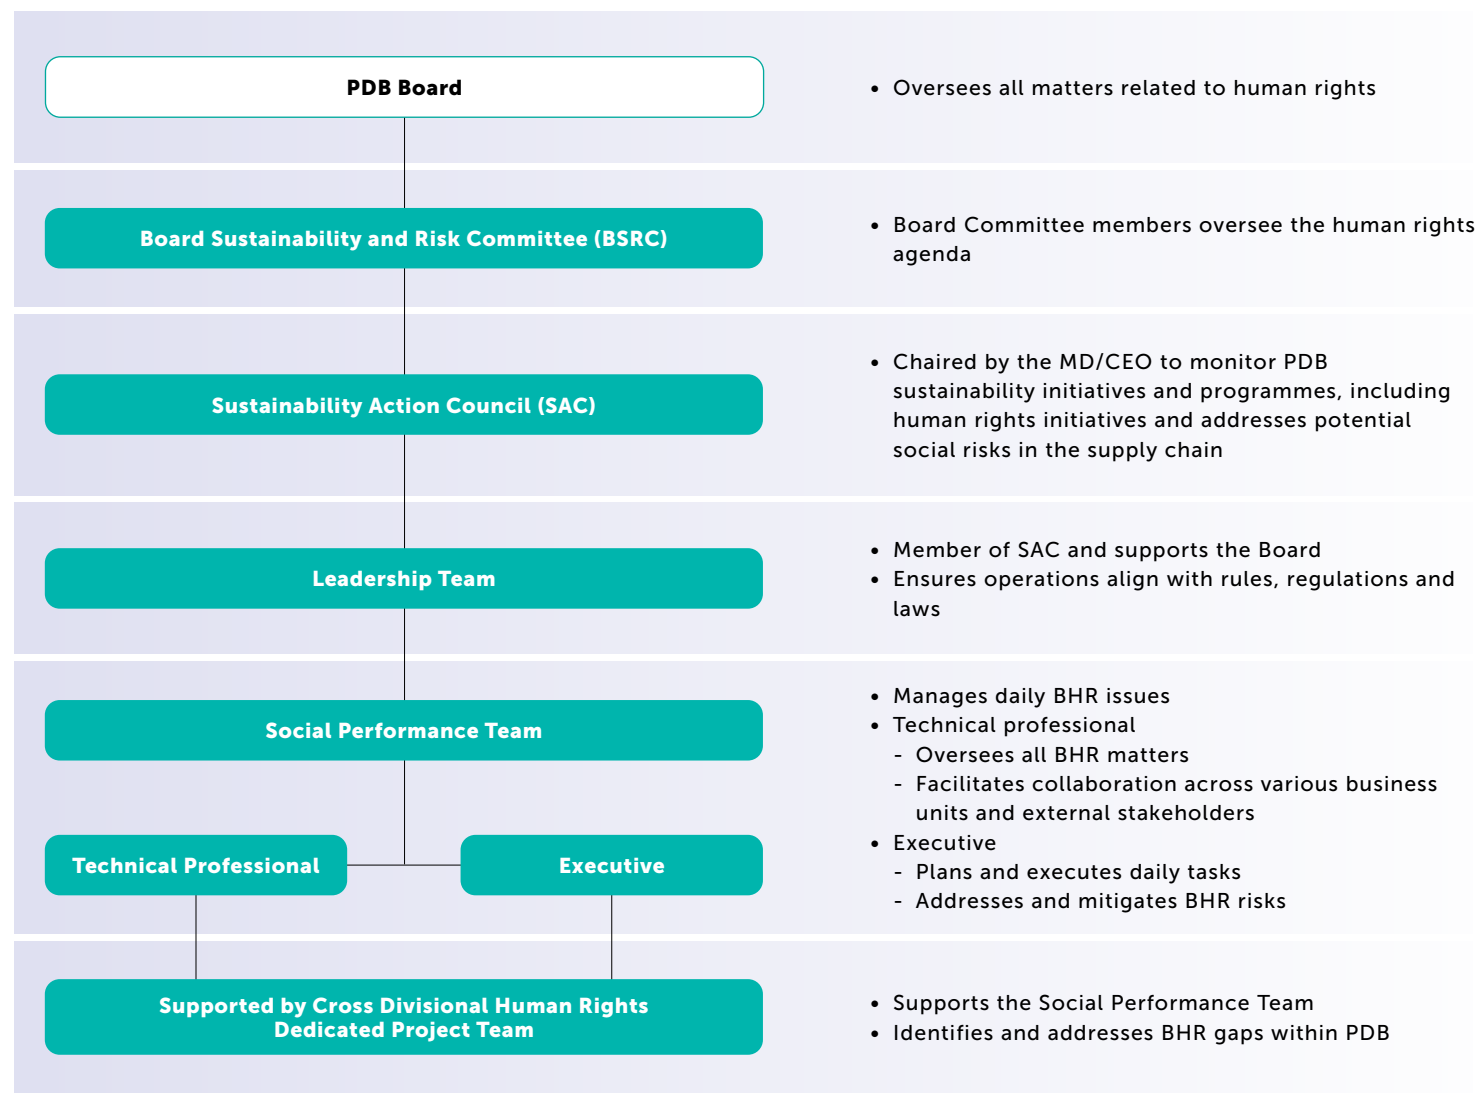 PDB Board
• Oversees all matters related to human rights
Board Sustainability and Risk Committee (BSRC)
• Board Committee members oversee the human rights
agenda
Sustainability Action Council (SAC)
• Chaired by the MD/CEO to monitor PDB
sustainability initiatives and programmes, including
human rights initiatives and addresses potential
social risks in the supply chain
Leadership Team
• Member of SAC and supports the Board
• Ensures operations align with rules, regulations and
laws
Social Performance Team
Technical Professional
Executive
• Manages daily BHR issues
• Technical professional
- Oversees all BHR matters
- Facilitates collaboration across various business
units and external stakeholders
• Executive
- Plans and executes daily tasks
- Addresses and mitigates BHR risks
Supported by Cross Divisional Human Rights
Dedicated Project Team
• Supports the Social Performance Team
• Identifies and addresses BHR gaps within PDB